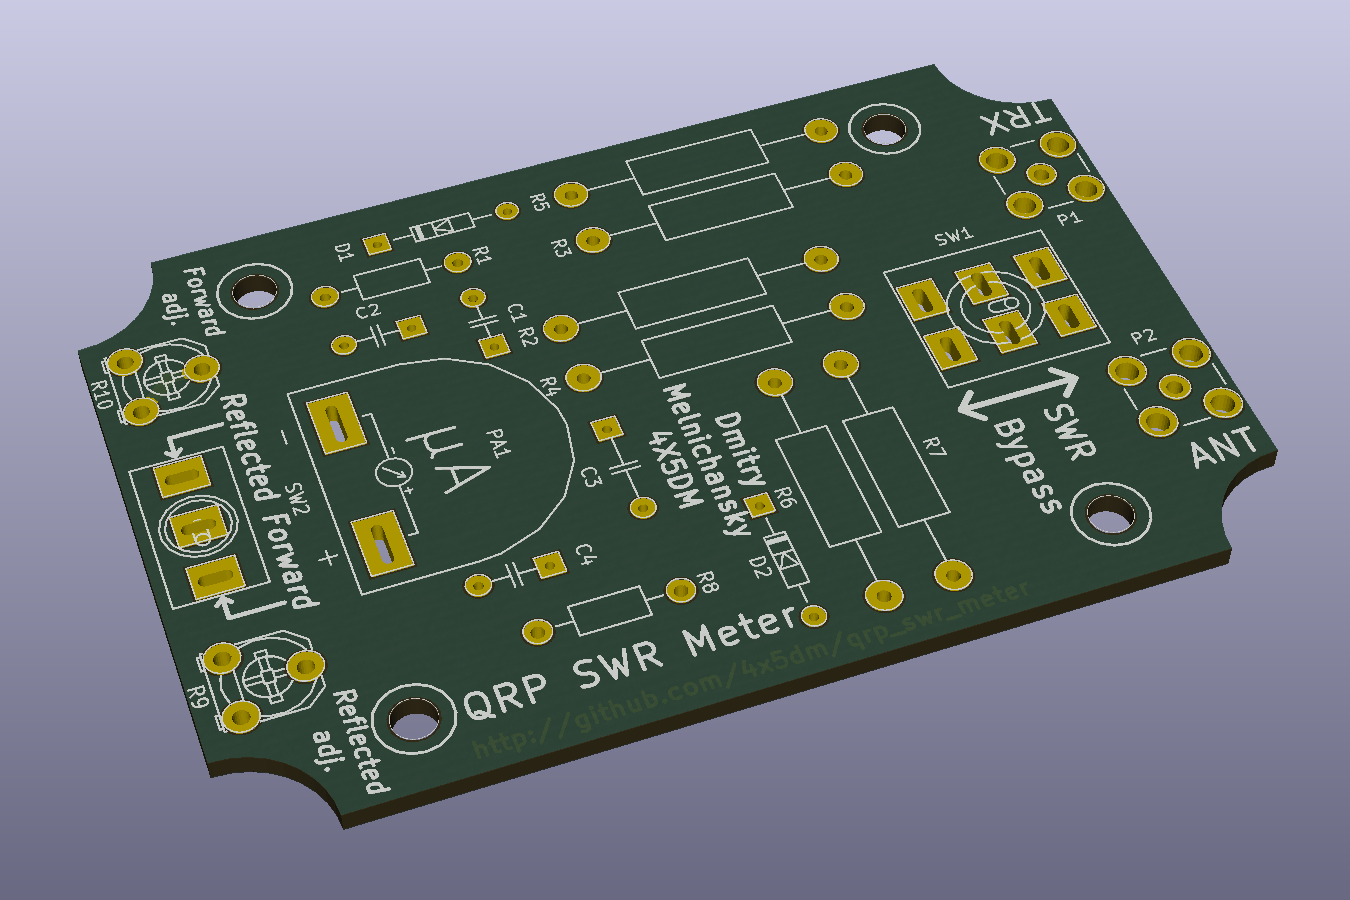 TRX
P1
SW1
P2
SWR
Bypass
ANT
R5
R3
D1
R1
C2
C1
R2
R4
Forward
adj.
R10
Reflected Forward
SW2
-
+
PA1
µA
+
C3
Dmitry
Melnichansky
4X5DM
R6
R7
D2
C4
R8
R9
Reflected
adj.
QRP SWR Meter
http://github.com/4x5dm/qrp_swr_meter